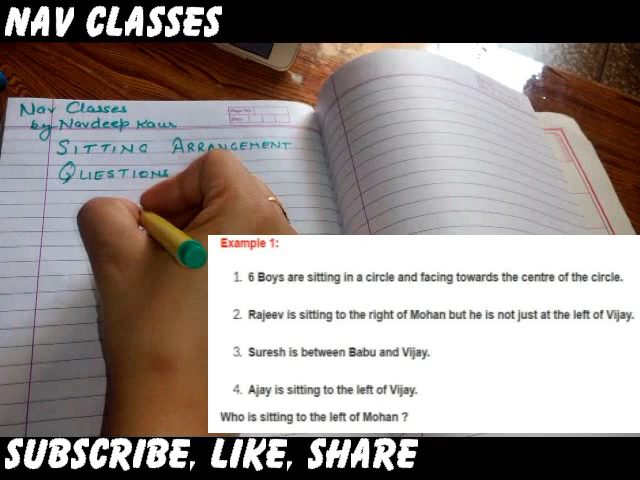 NAV CLASSES
Nav Classes
by Navdeep Kaur
SITTING ARRANGEMENT
QUESTIONS
Example 1:
1. 6 Boys are sitting in a circle and facing towards the centre of the circle.
2. Rajeev is sitting to the right of Mohan but he is not just at the left of Vijay.
3. Suresh is between Babu and Vijay.
4. Ajay is sitting to the left of Vijay.
Who is sitting to the left of Mohan ?
SUBSCRIBE, LIKE, SHARE